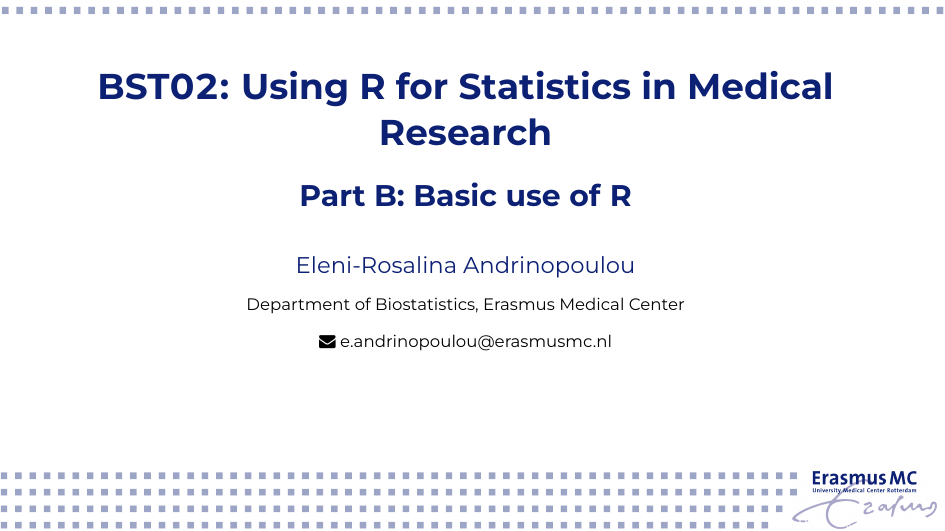 BST02: Using R for Statistics in Medical
Research
Part B: Basic use of R
Eleni-Rosalina Andrinopoulou
Department of Biostatistics, Erasmus Medical Center
e.andrinopoulou@erasmusmc.nl
Erasmus MC
University Medical Center Rotterdam
Erasmus